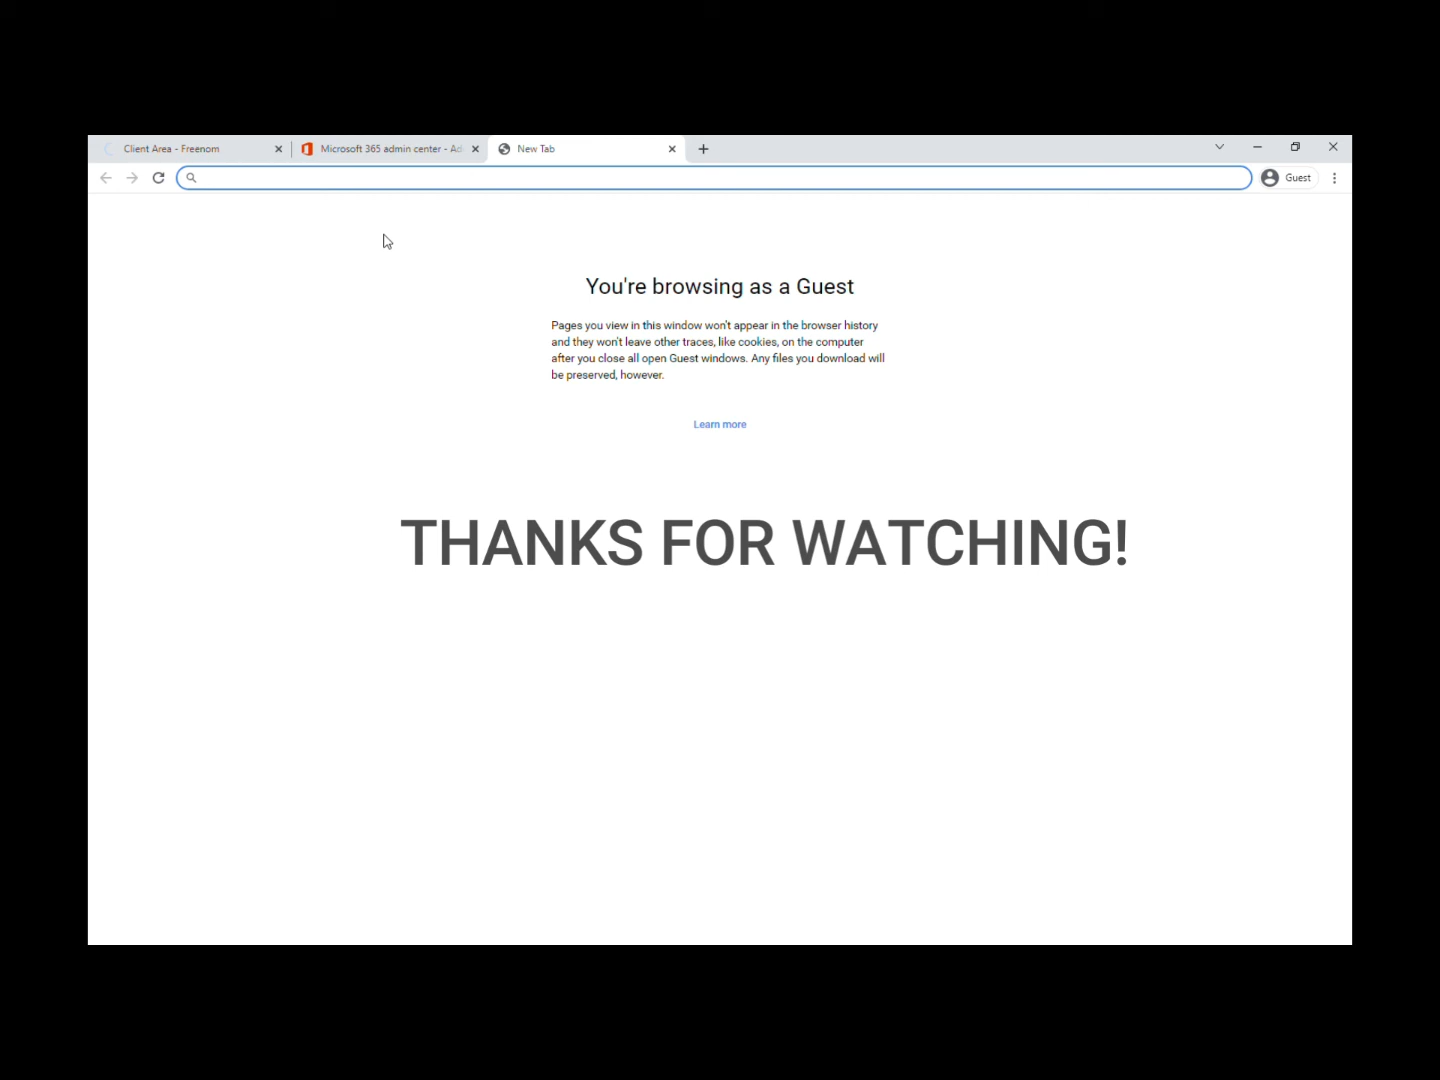 Client Area - Freenom
Microsoft 365 admin center - Ad
New Tab
Guest
You're browsing as a Guest
Pages you view in this window won't appear in the browser history
and they won't leave other traces, like cookies, on the computer
after you close all open Guest windows. Any files you download will
be preserved, however.
Learn more
THANKS FOR WATCHING!